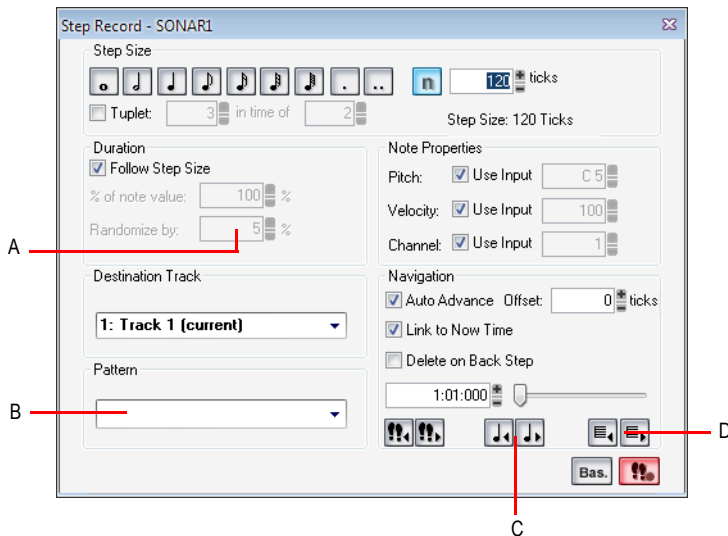 Step Record - SONAR1
Step Size
n 120 ticks
Tuplet: 3 in time of 2
Step Size: 120 Ticks
Duration
Follow Step Size
% of note value: 100 %
Randomize by: 5 %
Note Properties
Pitch: Use Input C 5
Velocity: Use Input 100
Channel: Use Input 1
A
Destination Track
1: Track 1 (current)
Navigation
Auto Advance Offset: 0 ticks
Link to Now Time
Delete on Back Step
1:01:000
Pattern
B
D
Bas.
C